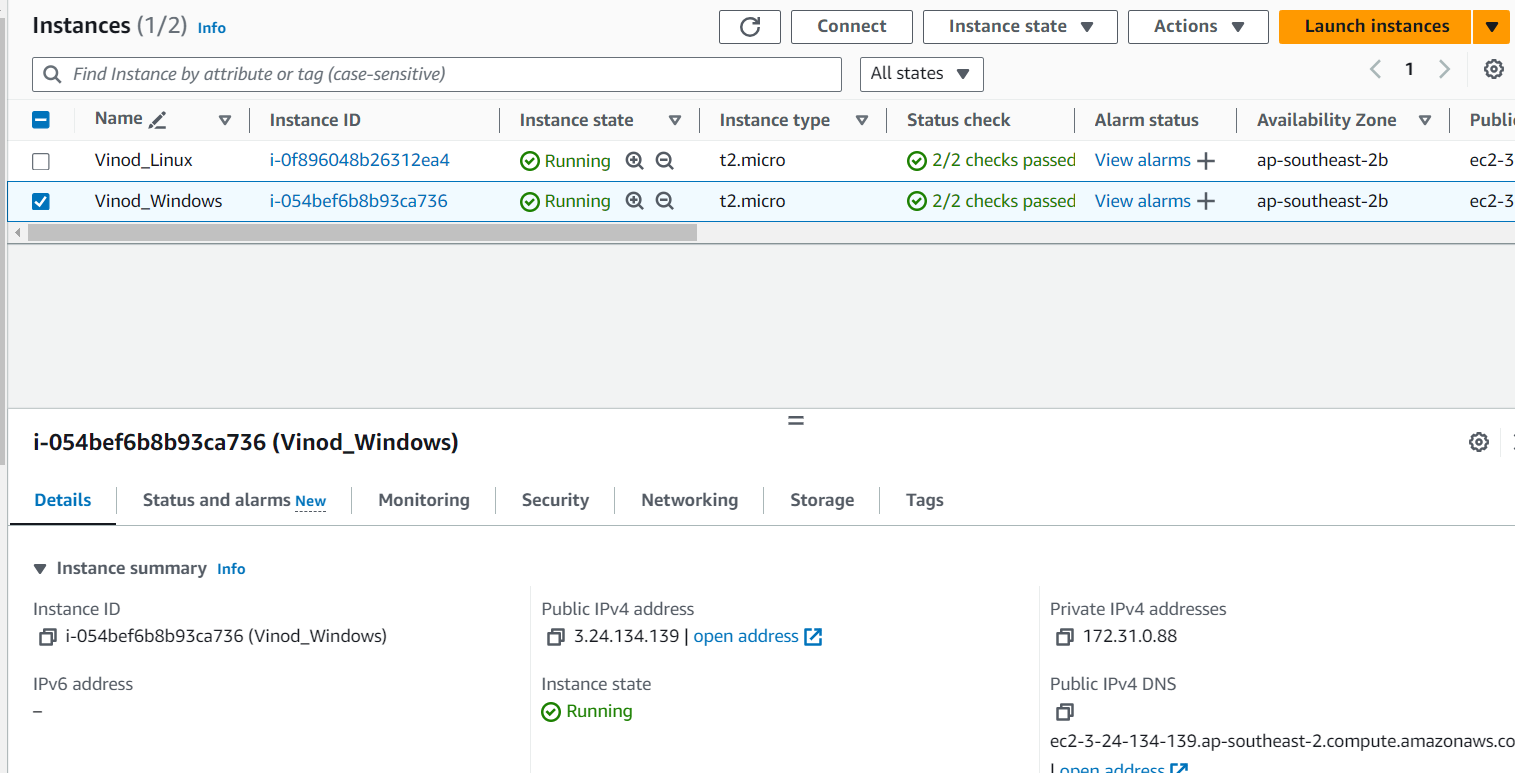 Instances (1/2) Info
Connect
Instance state
Actions
Launch instances
Find Instance by attribute or tag (case-sensitive)
All states
1
Name Instance ID Instance state Instance type Status check Alarm status Availability Zone Publi
Vinod_Linux i-0f896048b26312ea4 Running t2.micro 2/2 checks passed View alarms ap-southeast-2b ec2-3
Vinod_Windows i-054bef6b8b93ca736 Running t2.micro 2/2 checks passed View alarms ap-southeast-2b ec2-3
i-054bef6b8b93ca736 (Vinod_Windows)
Details Status and alarms New Monitoring Security Networking Storage Tags
Instance summary Info
Instance ID
i-054bef6b8b93ca736 (Vinod_Windows)
Public IPv4 address
3.24.134.139 | open address
Private IPv4 addresses
172.31.0.88
IPv6 address
–
Instance state
Running
Public IPv4 DNS
ec2-3-24-134-139.ap-southeast-2.compute.amazonaws.co
| open address